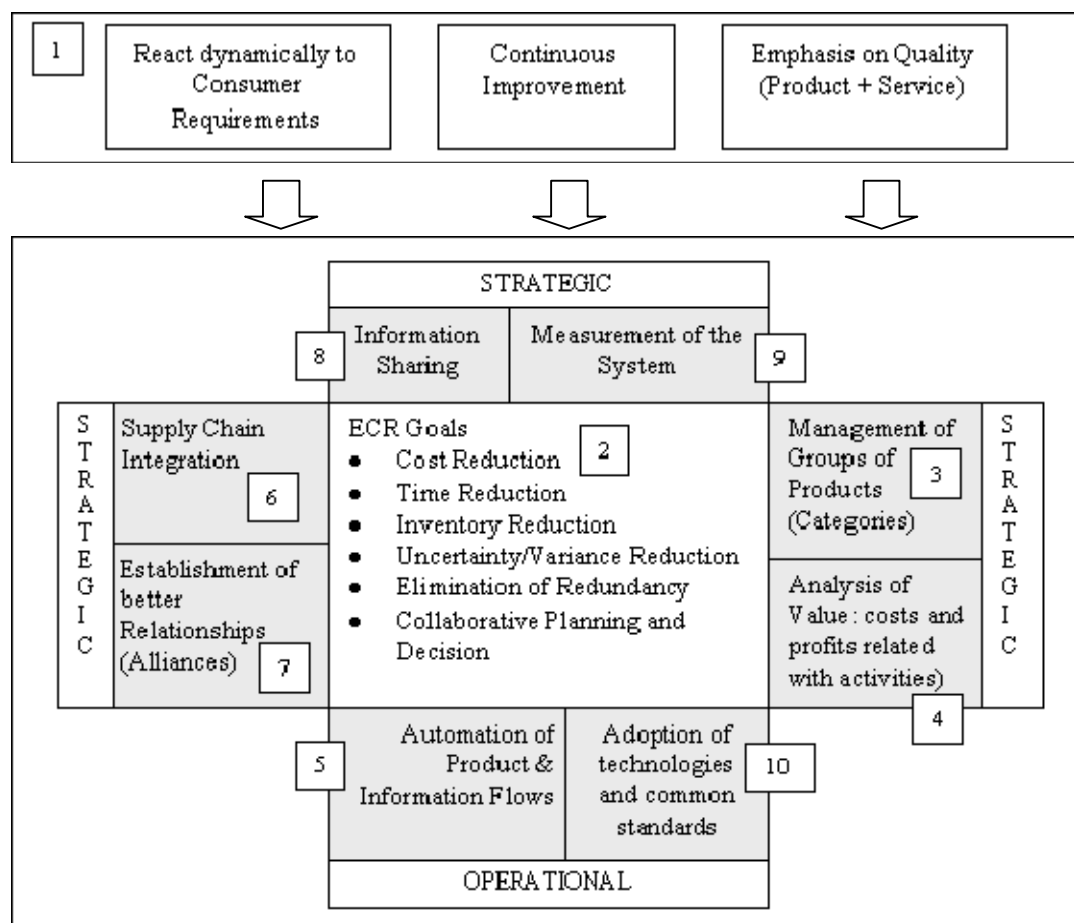 1
React dynamically to
Consumer
Requirements
Continuous
Improvement
Emphasis on Quality
(Product + Service)
STRATEGIC
8
Information
Sharing
Measurement of the
System
9
STRATEGIC
Supply Chain
Integration
6
Establishment of
better
Relationships
(Alliances)
7
ECR Goals
2
● Cost Reduction
● Time Reduction
● Inventory Reduction
● Uncertainty/Variance Reduction
● Elimination of Redundancy
● Collaborative Planning and
Decision
Management of
Groups of
Products
(Categories)
3
Analysis of
Value : costs and
profits related
with activities)
4
STRATEGIC
5
Automation of
Product &
Information Flows
Adoption of
technologies
and common
standards
10
OPERATIONAL